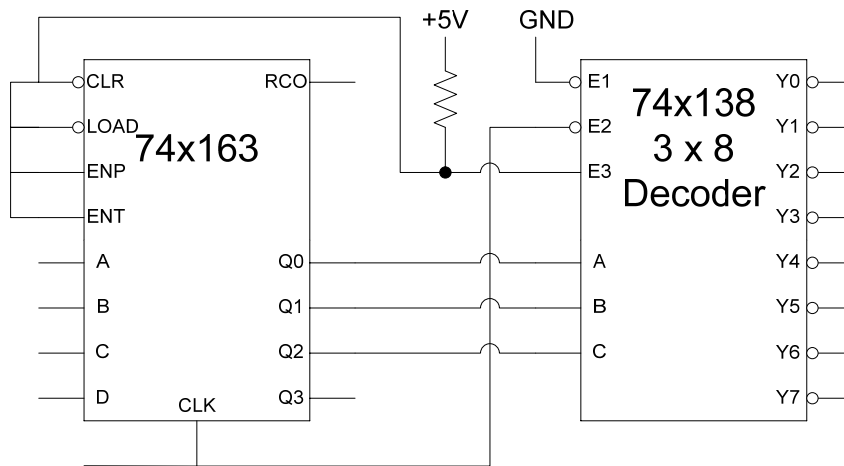 +5V
GND
CLR
LOAD
ENP
ENT
A
B
C
D
74x163
CLK
RCO
Q0
Q1
Q2
Q3
E1
E2
E3
A
B
C
74x138
3 x 8
Decoder
Y0
Y1
Y2
Y3
Y4
Y5
Y6
Y7